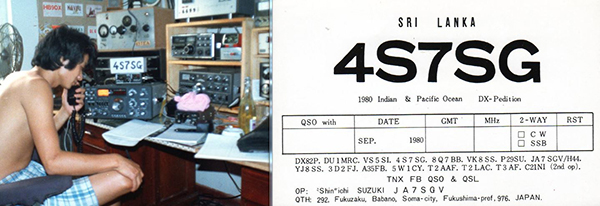 HB9CX
4S7SG
SRI LANKA
4S7SG
1980 Indian & Pacific Ocean DX-Pedition
QSO with DATE GMT MHz 2-WAY RST
SEP. 1980
□ CW
□ SSB
DX82P. DU1MRC. VS5SI. 4S7SG. 8Q7BB. VK8SS. P29SU. JA7SGV/H44.
YJ8SS. 3D2FJ. A35FB. 5W1CY. T2AAF. T2LAC. T3AF. C2INI (2nd op).
TNX FB QSO & QSL
OP: "Shin"ichi SUZUKI JA7SGV
QTH: 292. Fukuzaku, Babano, Soma-city, Fukushima-pref, 976. JAPAN.